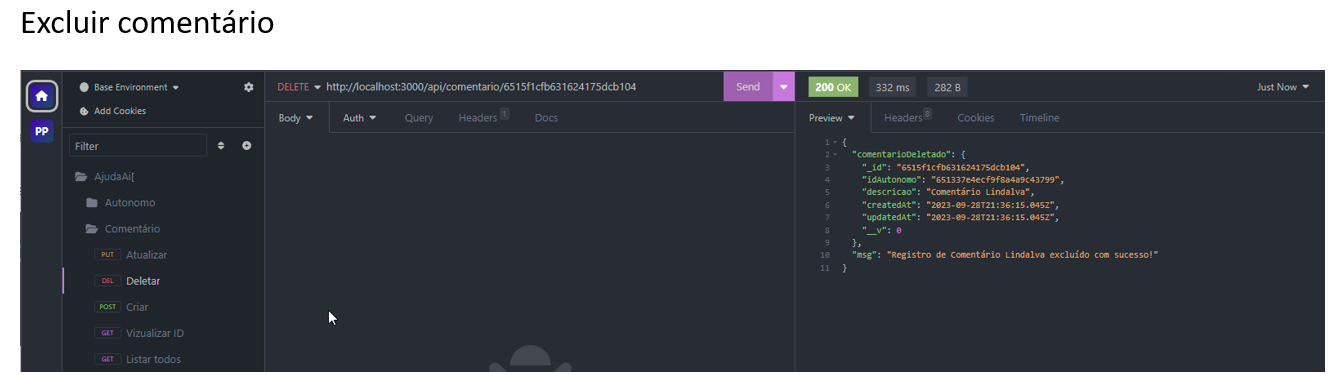 Excluir comentário
Base Environment
DELETE http://localhost:3000/api/comentario/6515f1cfb631624175dcb104 Send
200 OK 332 ms 282 B Just Now
Add Cookies
PP
Body Auth Query Headers 1 Docs
Preview Headers 8 Cookies Timeline
Filter
AjudaAi[
Autonomo
Comentário
PUT Atualizar
DEL Deletar
POST Criar
GET Vizualizar ID
GET Listar todos
1 {
2 "comentarioDeletado": {
3 "_id": "6515f1cfb631624175dcb104",
4 "idAutonomo": "651337e4ecf9f8a4a9c43799",
5 "descricao": "Comentário Lindalva",
6 "createdAt": "2023-09-28T21:36:15.045Z",
7 "updatedAt": "2023-09-28T21:36:15.045Z",
8 "__v": 0
9 },
10 "msg": "Registro de Comentário Lindalva excluído com sucesso!"
11 }